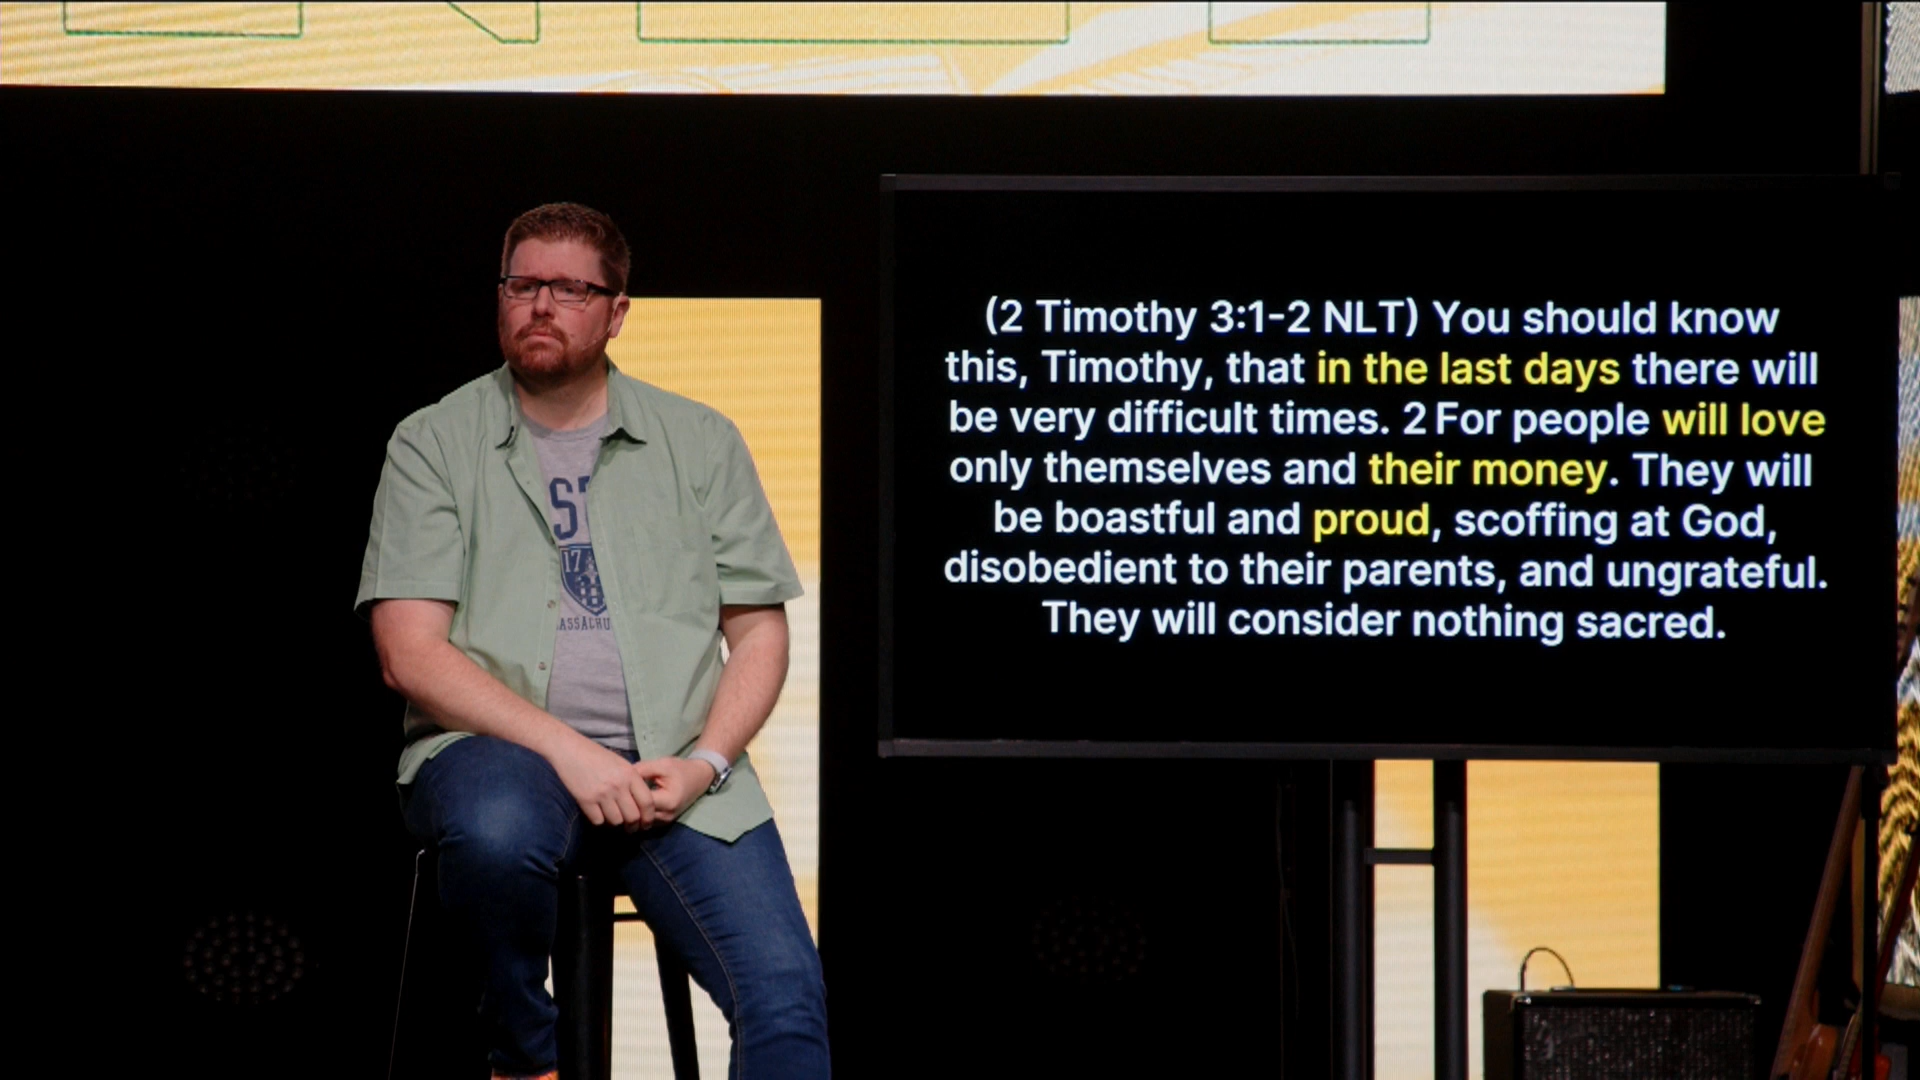 (2 Timothy 3:1-2 NLT) You should know
this, Timothy, that in the last days there will
be very difficult times. 2 For people will love
only themselves and their money. They will
be boastful and proud, scoffing at God,
disobedient to their parents, and ungrateful.
They will consider nothing sacred.
17